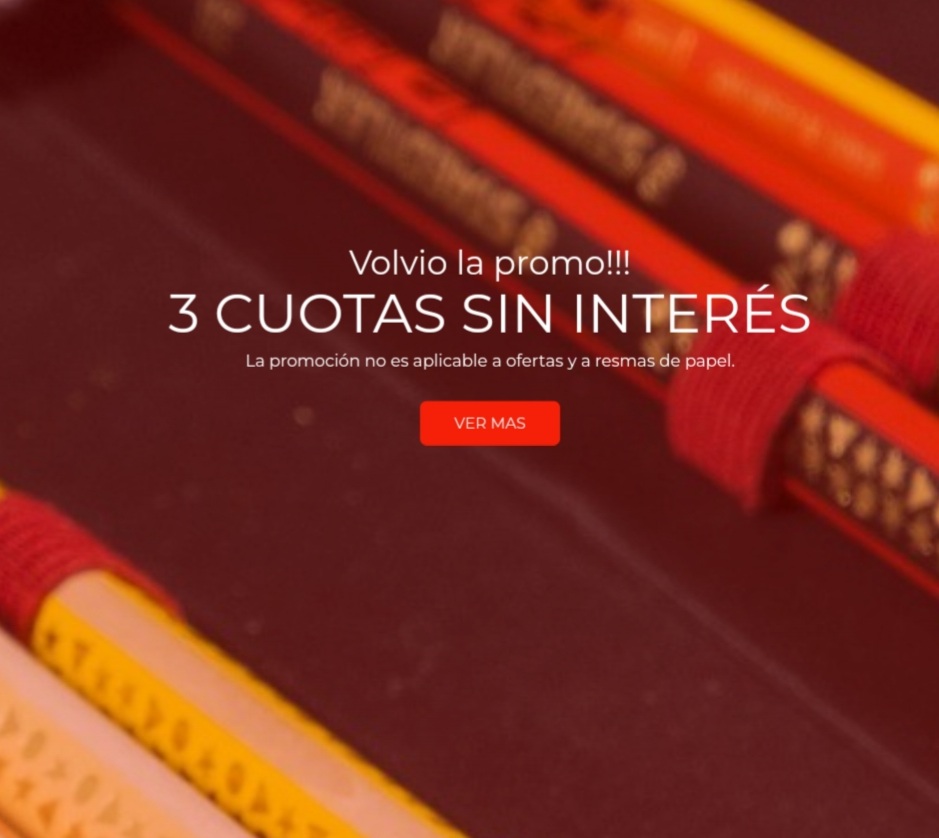 Volvio la promo!!!
3 CUOTAS SIN INTERÉS
La promoción no es aplicable a ofertas y a resmas de papel.
VER MAS